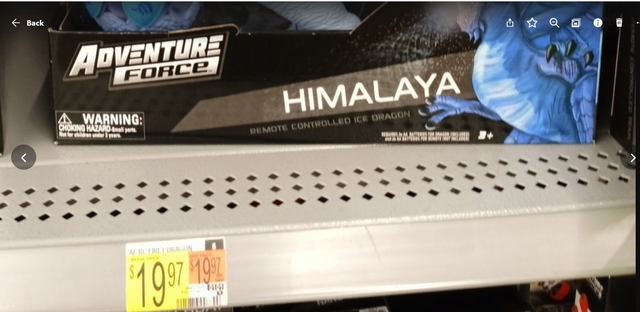 Back
ADVENTURE
FORCE
HIMALAYA
REMOTE CONTROLLED ICE DRAGON
WARNING:
CHOKING HAZARD-Small parts.
Not for children under 3 years.
3+
$19.97
$19.97